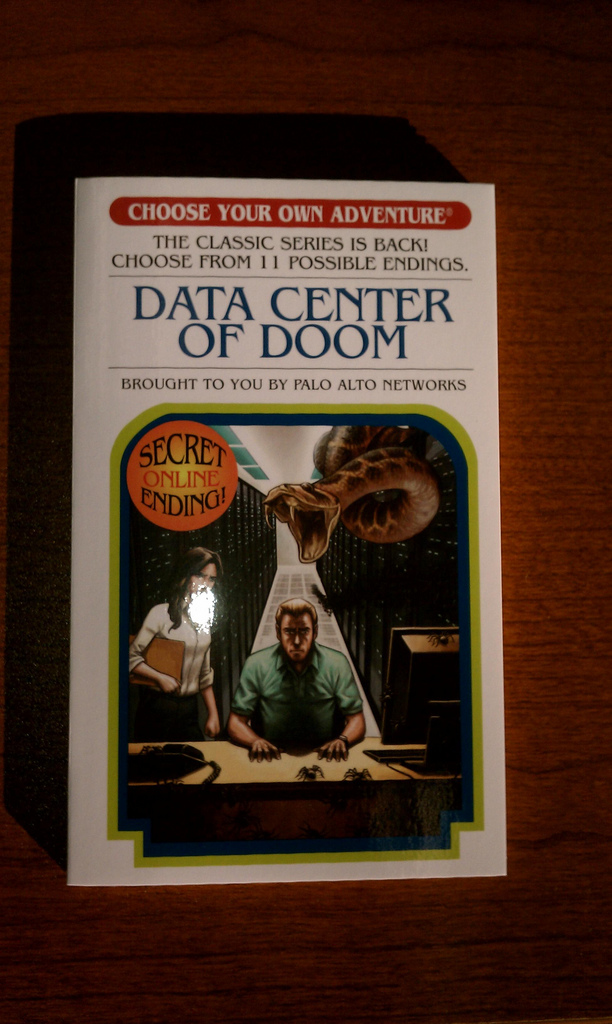 CHOOSE YOUR OWN ADVENTURE®
THE CLASSIC SERIES IS BACK!
CHOOSE FROM 11 POSSIBLE ENDINGS.
DATA CENTER
OF DOOM
BROUGHT TO YOU BY PALO ALTO NETWORKS
SECRET
ONLINE
ENDING!